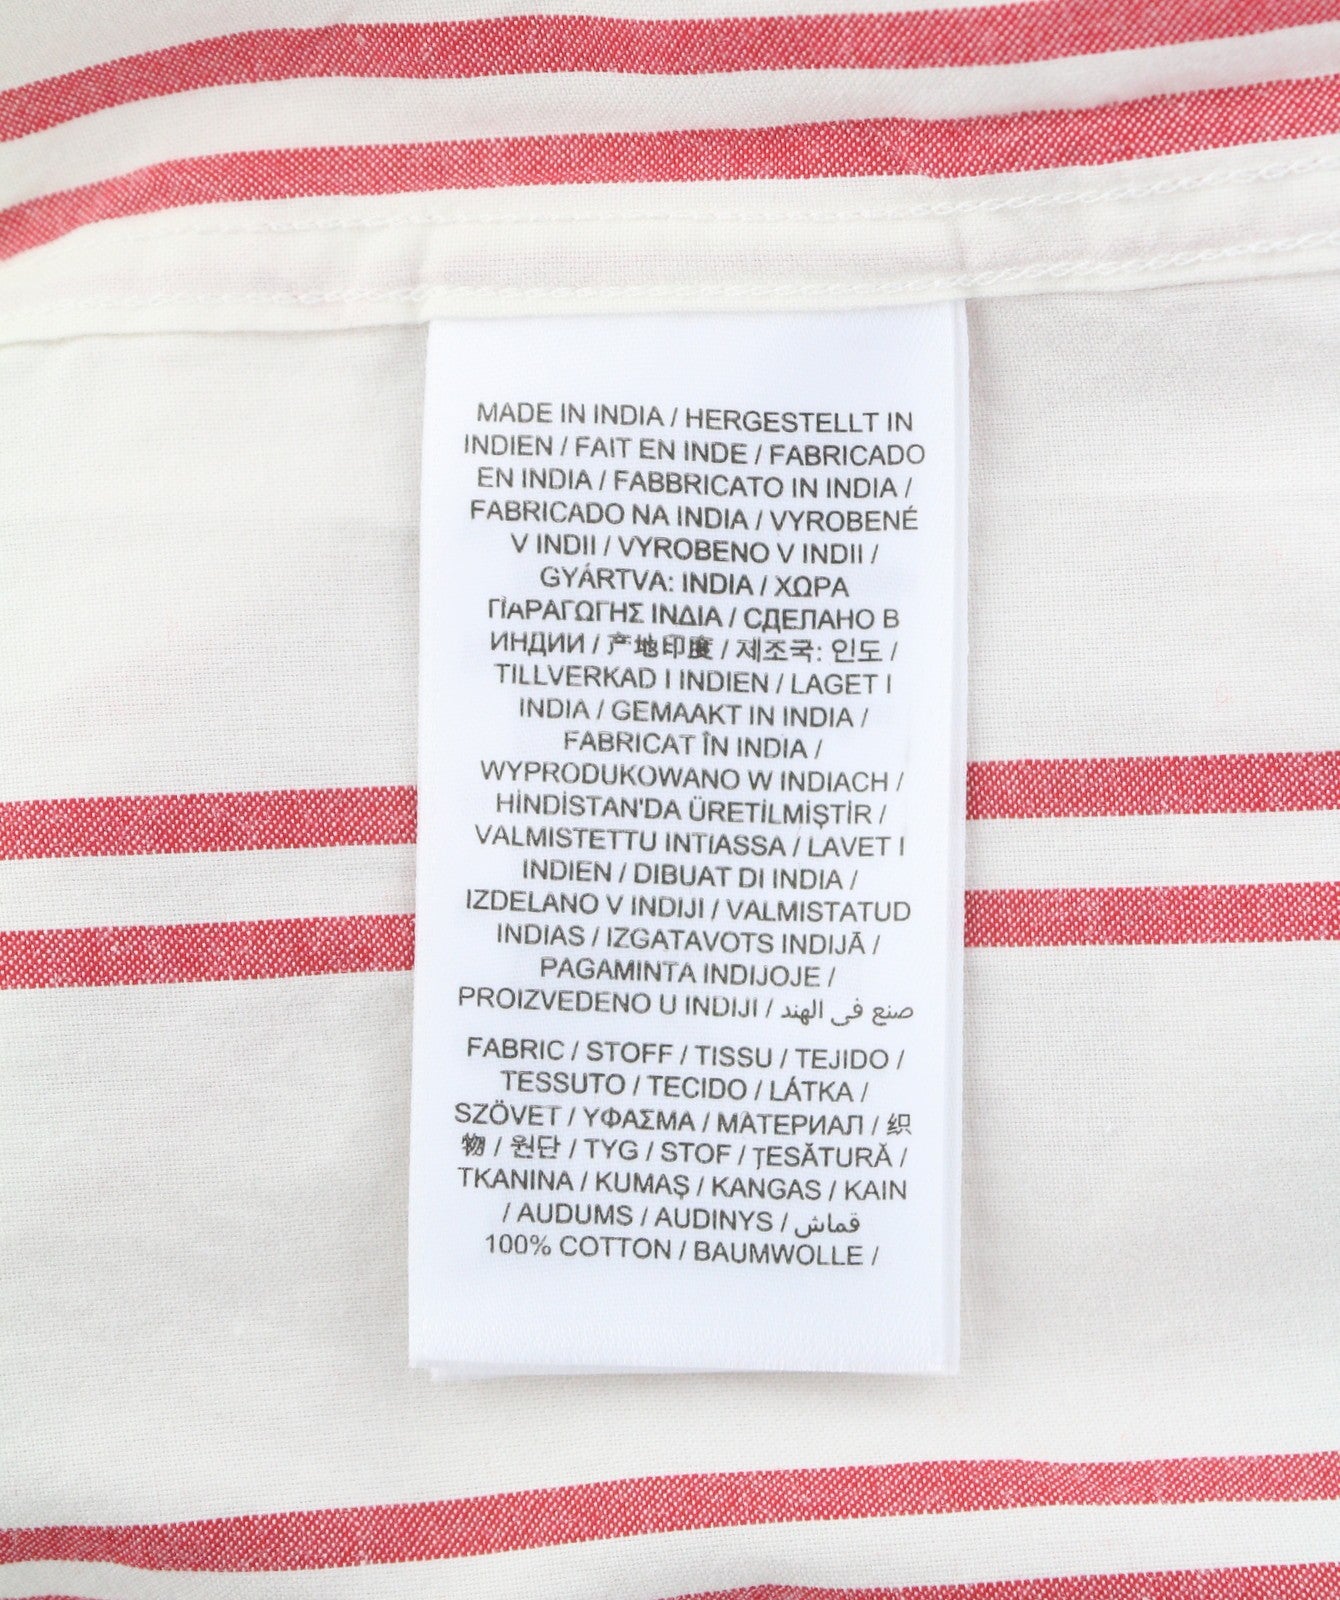 MADE IN INDIA / HERGESTELLT IN
INDIEN / FAIT EN INDE / FABRICADO
EN INDIA / FABBRICATO IN INDIA /
FABRICADO NA INDIA / VYROBENÉ
V INDII / VYROBENO V INDII /
GYÁRTVA: INDIA / ΧΩΡΑ
ΠΑΡΑΓΩΓΗΣ ΙΝΔΙΑ / СДЕЛАНО В
ИНДИИ / 产地印度 / 제조국: 인도 /
TILLVERKAD I INDIEN / LAGET I
INDIA / GEMAAKT IN INDIA /
FABRICAT ÎN INDIA /
WYPRODUKOWANO W INDIACH /
HİNDİSTAN'DA ÜRETİLMİŞTİR /
VALMISTETTU INTIASSA / LAVET I
INDIEN / DIBUAT DI INDIA /
IZDELANO V INDIJI / VALMISTATUD
INDIAS / IZGATAVOTS INDIJĀ /
PAGAMINTA INDIJOJE /
PROIZVEDENO U INDIJI / صنع في الهند
FABRIC / STOFF / TISSU / TEJIDO /
TESSUTO / TECIDO / LÁTKA /
SZÖVET / ΥΦΑΣΜΑ / МАТЕРИАЛ / 织
物 / 원단 / TYG / STOF / ȚESĂTURĂ /
TKANINA / KUMAŞ / KANGAS / KAIN
/ AUDUMS / AUDINYS / قماش
100% COTTON / BAUMWOLLE /